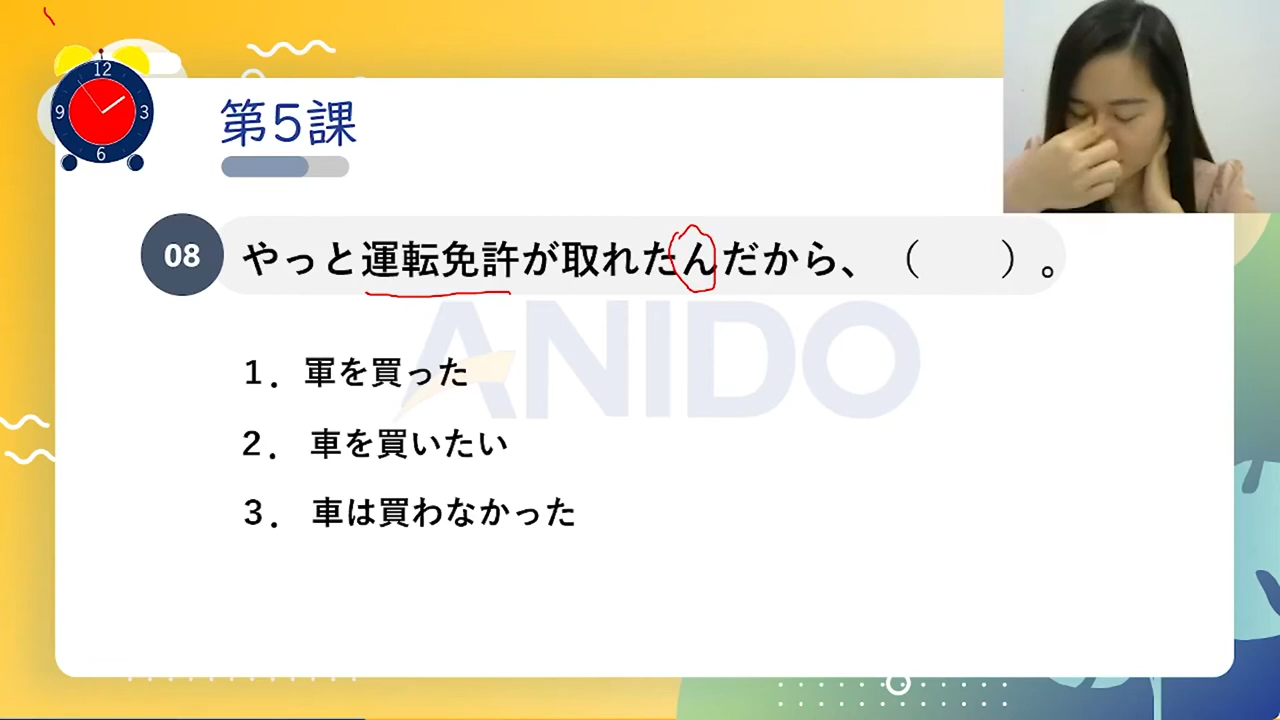 12
9
3
6
第5課
08
やっと運転免許が取れたんだから、（　　）。
ANIDO
1． 軍を買った
2． 車を買いたい
3． 車は買わなかった